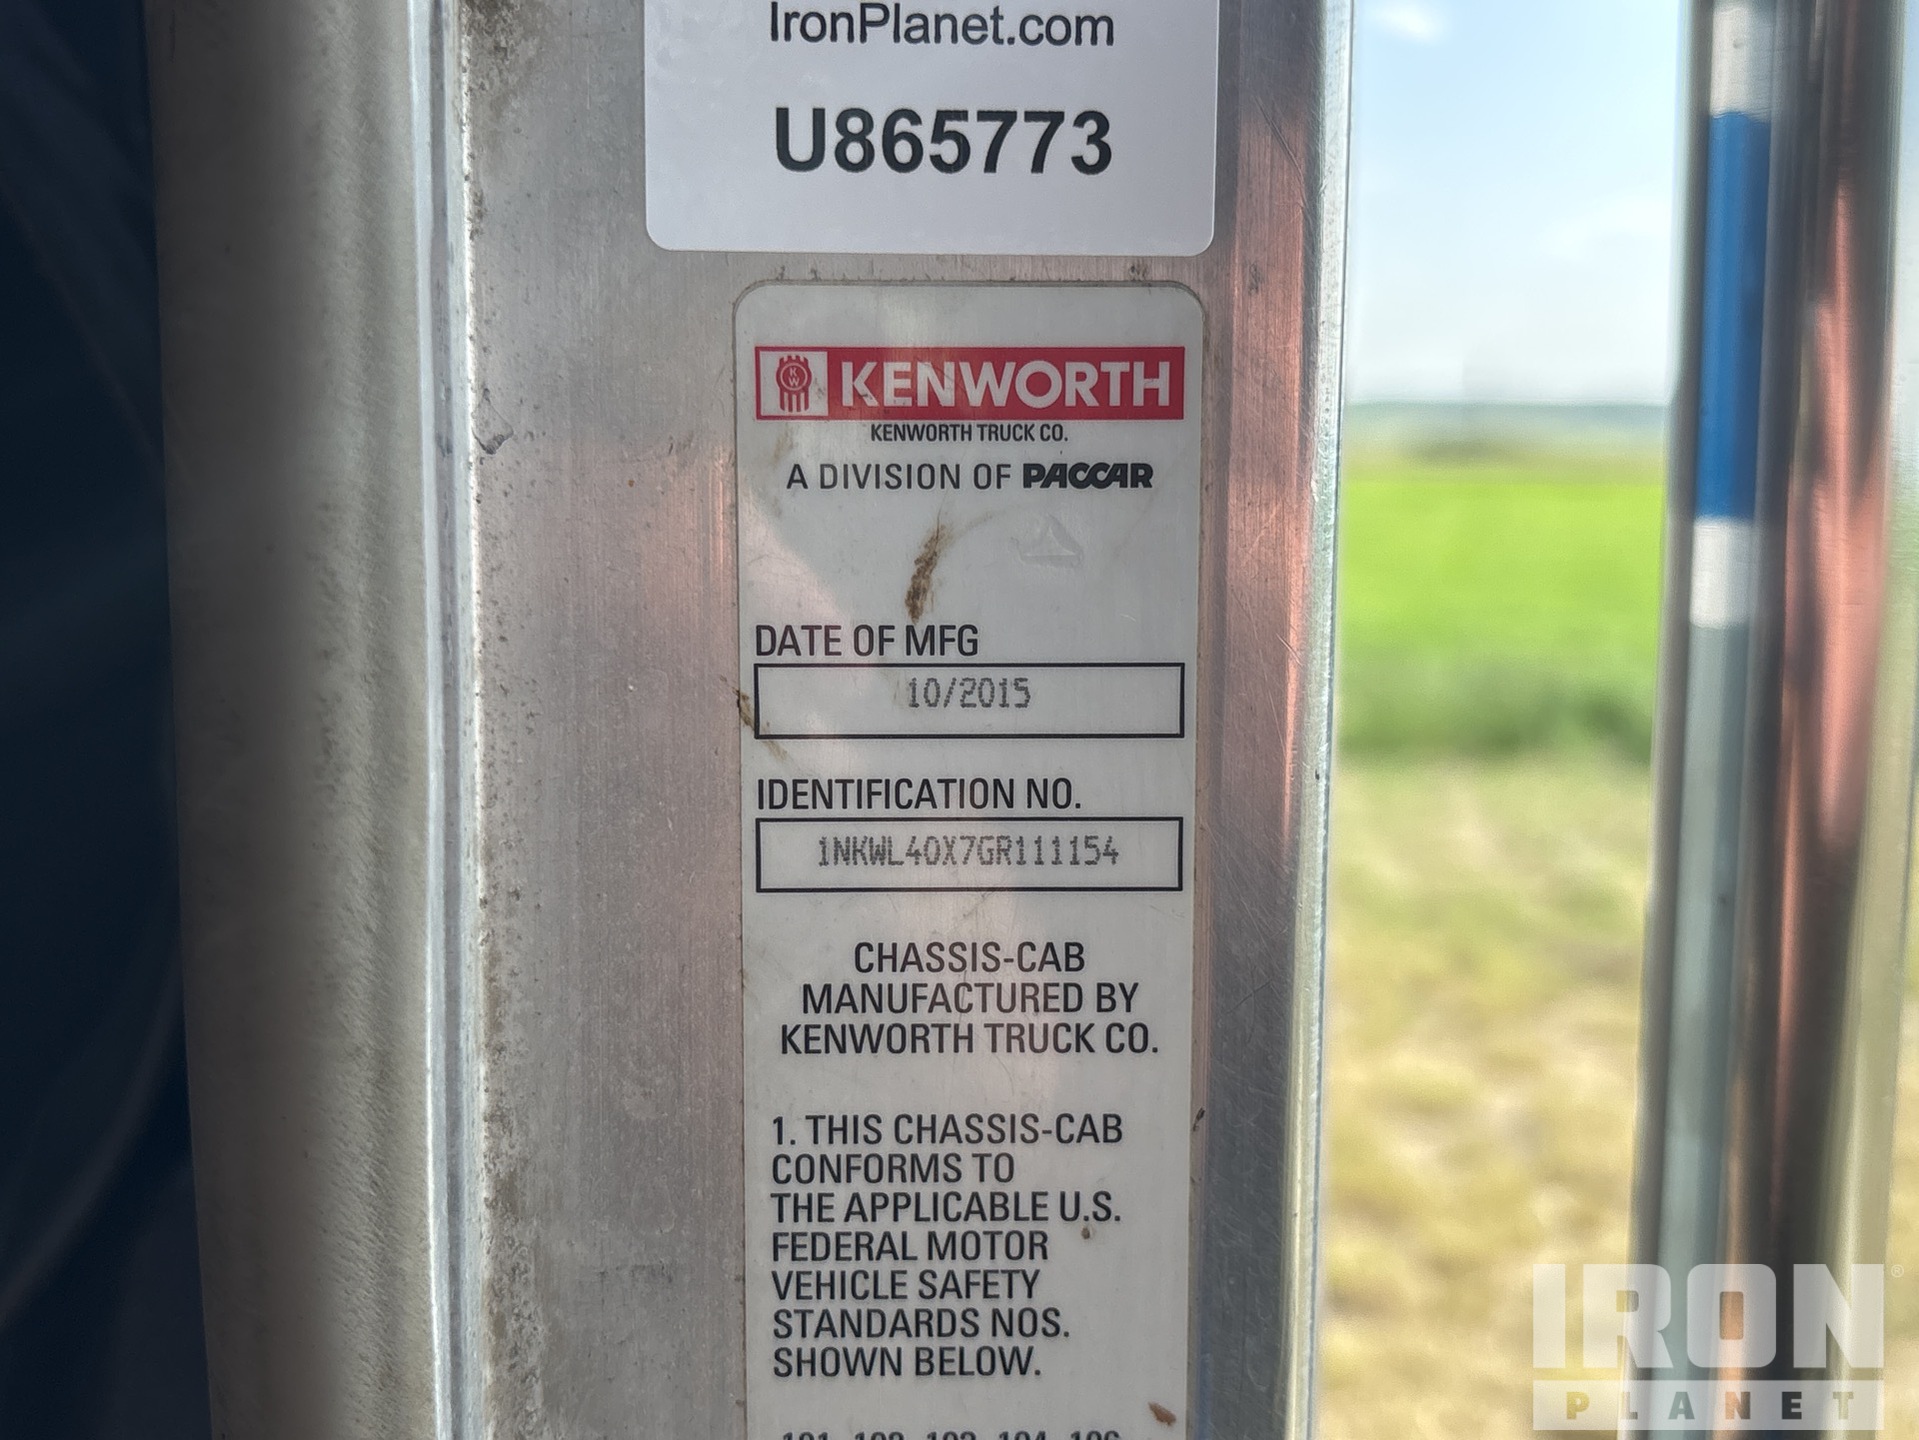 IronPlanet.com
U865773
KW
KENWORTH
KENWORTH TRUCK CO.
A DIVISION OF PACCAR
DATE OF MFG
10/2015
IDENTIFICATION NO.
1NKWL40X7GR111154
CHASSIS-CAB
MANUFACTURED BY
KENWORTH TRUCK CO.
1. THIS CHASSIS-CAB
CONFORMS TO
THE APPLICABLE U.S.
FEDERAL MOTOR
VEHICLE SAFETY
STANDARDS NOS.
SHOWN BELOW.
IRON®
PLANET